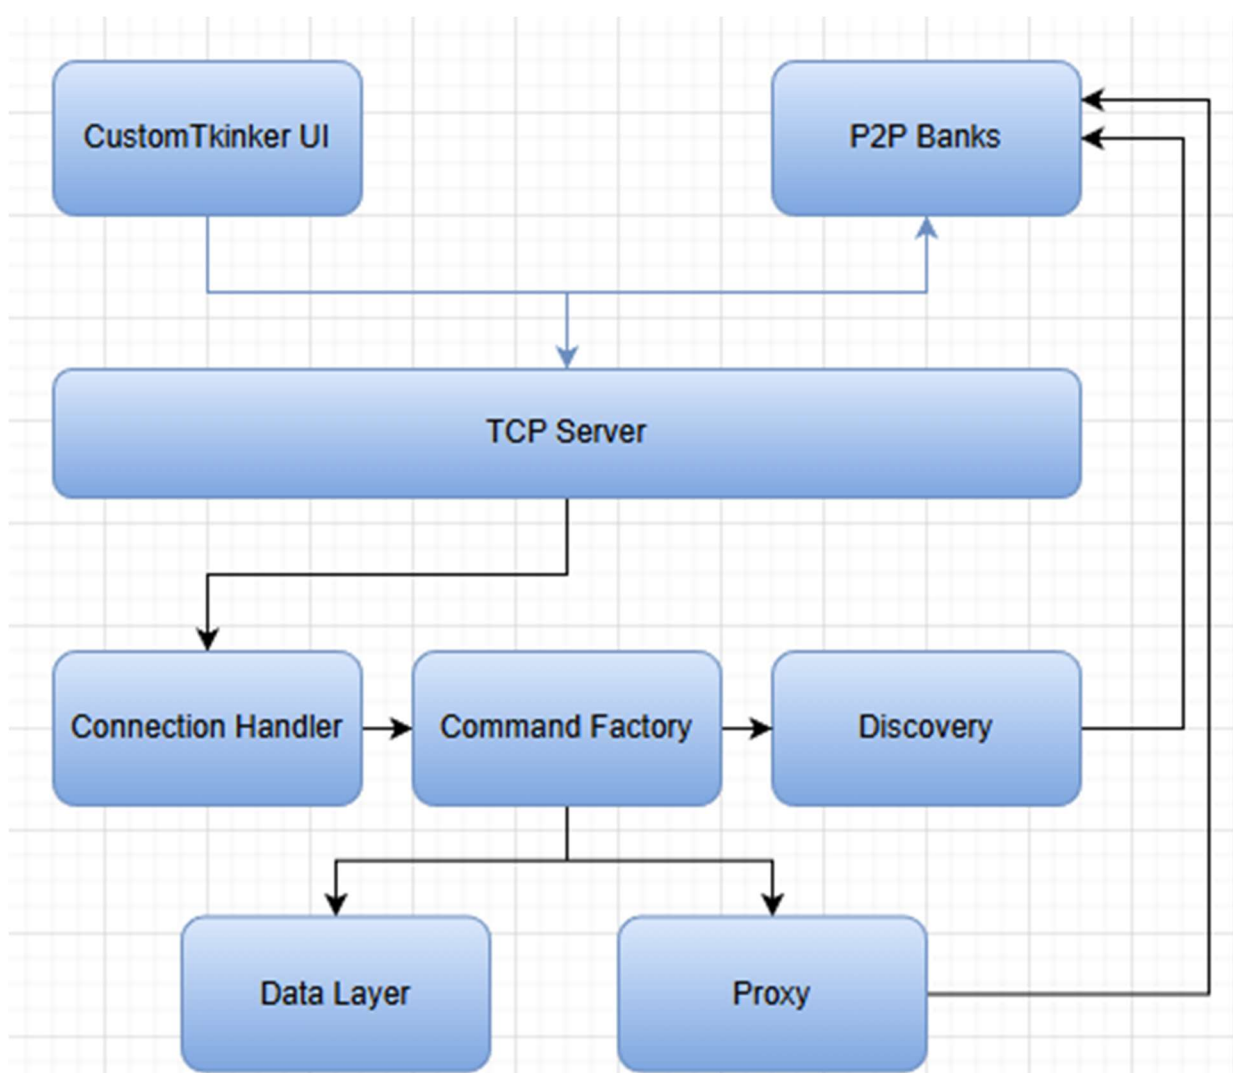 CustomTkinker UI
P2P Banks
TCP Server
Connection Handler
Command Factory
Discovery
Data Layer
Proxy